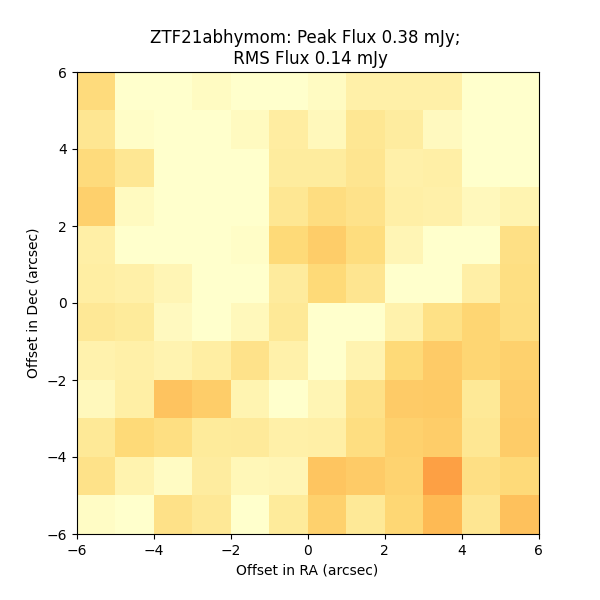 ZTF21abhymom: Peak Flux 0.38 mJy;
RMS Flux 0.14 mJy
6
4
2
0
−2
−4
−6
Offset in Dec (arcsec)
−6 −4 −2 0 2 4 6
Offset in RA (arcsec)